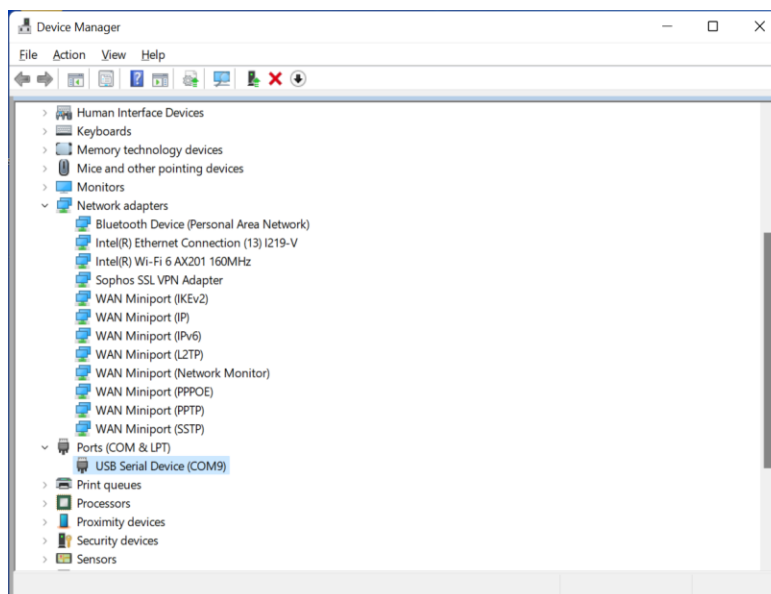 Device Manager
File Action View Help
Human Interface Devices
Keyboards
Memory technology devices
Mice and other pointing devices
Monitors
Network adapters
Bluetooth Device (Personal Area Network)
Intel(R) Ethernet Connection (13) I219-V
Intel(R) Wi-Fi 6 AX201 160MHz
Sophos SSL VPN Adapter
WAN Miniport (IKEv2)
WAN Miniport (IP)
WAN Miniport (IPv6)
WAN Miniport (L2TP)
WAN Miniport (Network Monitor)
WAN Miniport (PPPOE)
WAN Miniport (PPTP)
WAN Miniport (SSTP)
Ports (COM & LPT)
USB Serial Device (COM9)
Print queues
Processors
Proximity devices
Security devices
Sensors